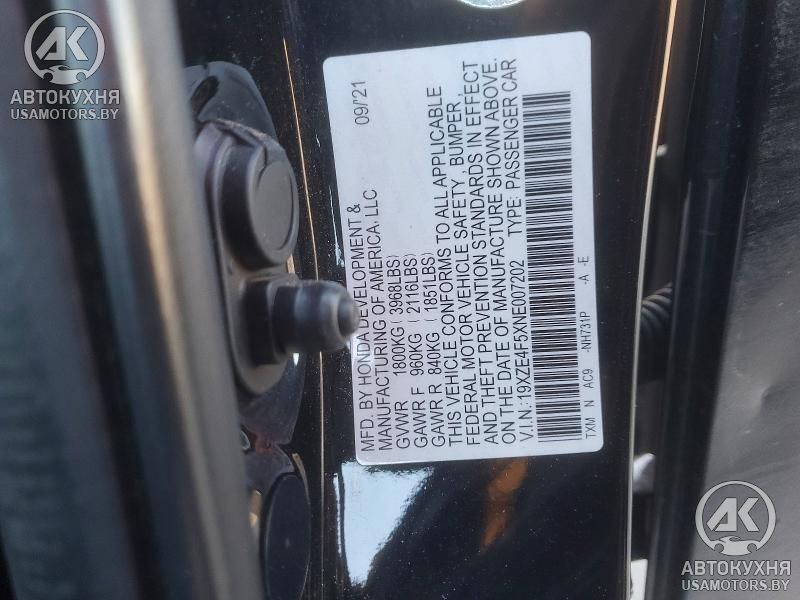 AK
АВТОКУХНЯ
USAMOTORS.BY
MFD. BY HONDA DEVELOPMENT & 09/'21
MANUFACTURING OF AMERICA, LLC
GVWR 1800KG ( 3968LBS)
GAWR F 960KG ( 2116LBS)
GAWR R 840KG ( 1851LBS)
THIS VEHICLE CONFORMS TO ALL APPLICABLE
FEDERAL MOTOR VEHICLE SAFETY, BUMPER,
AND THEFT PREVENTION STANDARDS IN EFFECT
ON THE DATE OF MANUFACTURE SHOWN ABOVE.
V.I.N:19XZE4F5XNE007202 TYPE: PASSENGER CAR
TXM N AC9 -NH731P -A -E
AK
АВТОКУХНЯ
USAMOTORS.BY